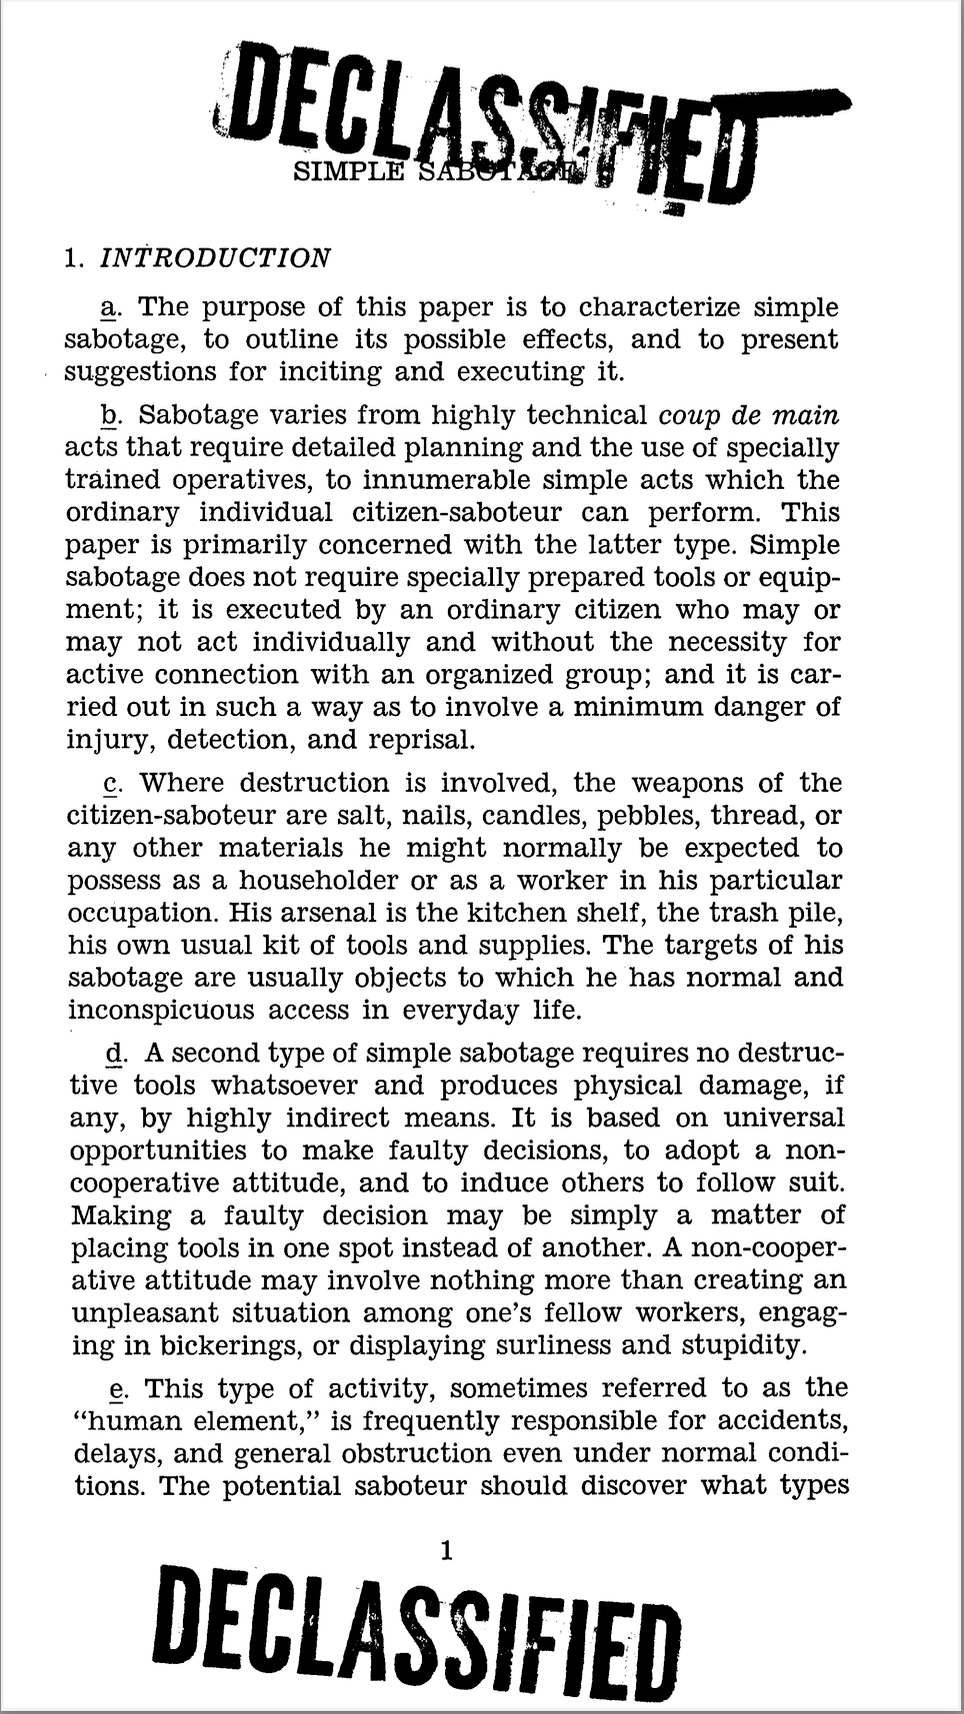 DECLASSIFIED
SIMPLE SABOTAGE
1. INTRODUCTION
a. The purpose of this paper is to characterize simple
sabotage, to outline its possible effects, and to present
suggestions for inciting and executing it.
b. Sabotage varies from highly technical coup de main
acts that require detailed planning and the use of specially
trained operatives, to innumerable simple acts which the
ordinary individual citizen-saboteur can perform. This
paper is primarily concerned with the latter type. Simple
sabotage does not require specially prepared tools or equip-
ment; it is executed by an ordinary citizen who may or
may not act individually and without the necessity for
active connection with an organized group; and it is car-
ried out in such a way as to involve a minimum danger of
injury, detection, and reprisal.
c. Where destruction is involved, the weapons of the
citizen-saboteur are salt, nails, candles, pebbles, thread, or
any other materials he might normally be expected to
possess as a householder or as a worker in his particular
occupation. His arsenal is the kitchen shelf, the trash pile,
his own usual kit of tools and supplies. The targets of his
sabotage are usually objects to which he has normal and
inconspicuous access in everyday life.
d. A second type of simple sabotage requires no destruc-
tive tools whatsoever and produces physical damage, if
any, by highly indirect means. It is based on universal
opportunities to make faulty decisions, to adopt a non-
cooperative attitude, and to induce others to follow suit.
Making a faulty decision may be simply a matter of
placing tools in one spot instead of another. A non-cooper-
ative attitude may involve nothing more than creating an
unpleasant situation among one's fellow workers, engag-
ing in bickerings, or displaying surliness and stupidity.
e. This type of activity, sometimes referred to as the
“human element,” is frequently responsible for accidents,
delays, and general obstruction even under normal condi-
tions. The potential saboteur should discover what types
1
DECLASSIFIED